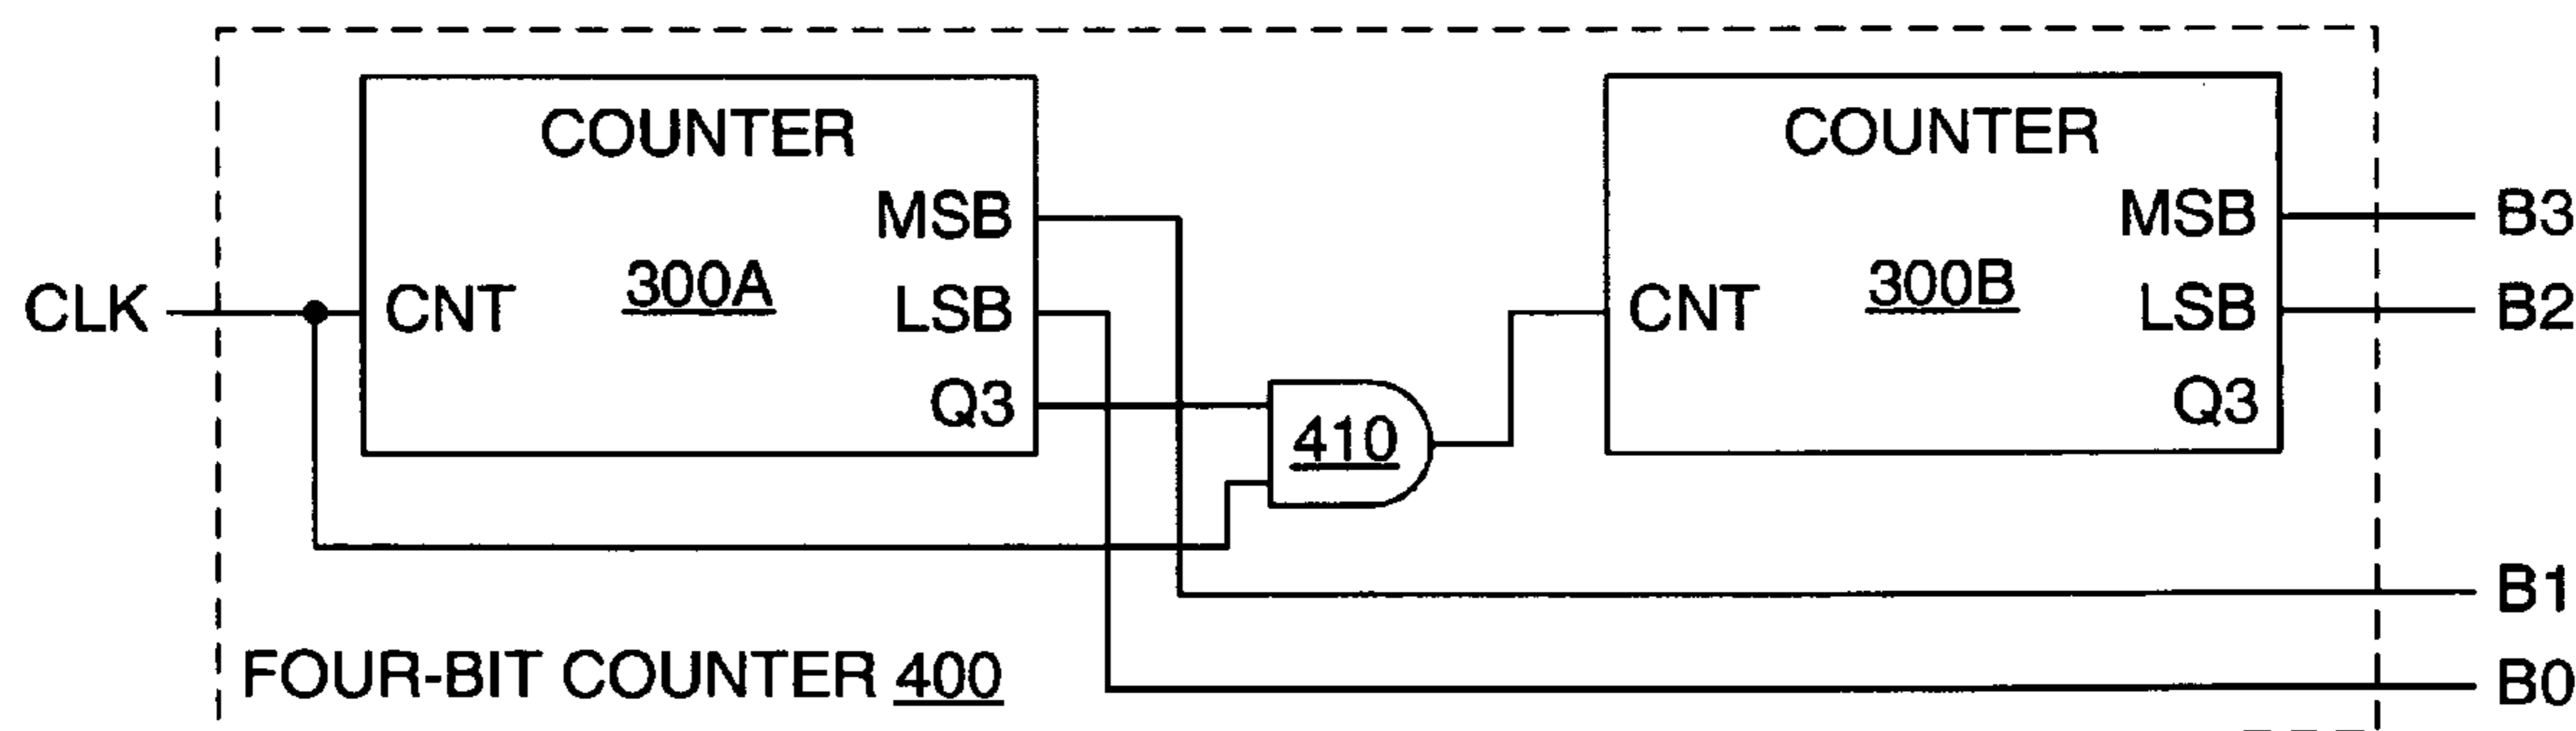 COUNTER
MSB
300A
CLK
CNT
LSB
Q3
410
COUNTER
MSB
300B
CNT
LSB
Q3
B3
B2
B1
B0
FOUR-BIT COUNTER 400